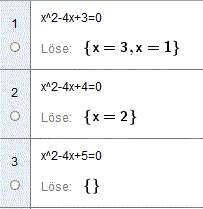 1
x^2-4x+3=0
Löse: {x = 3, x = 1}
2
x^2-4x+4=0
Löse: {x = 2}
3
x^2-4x+5=0
Löse: {}